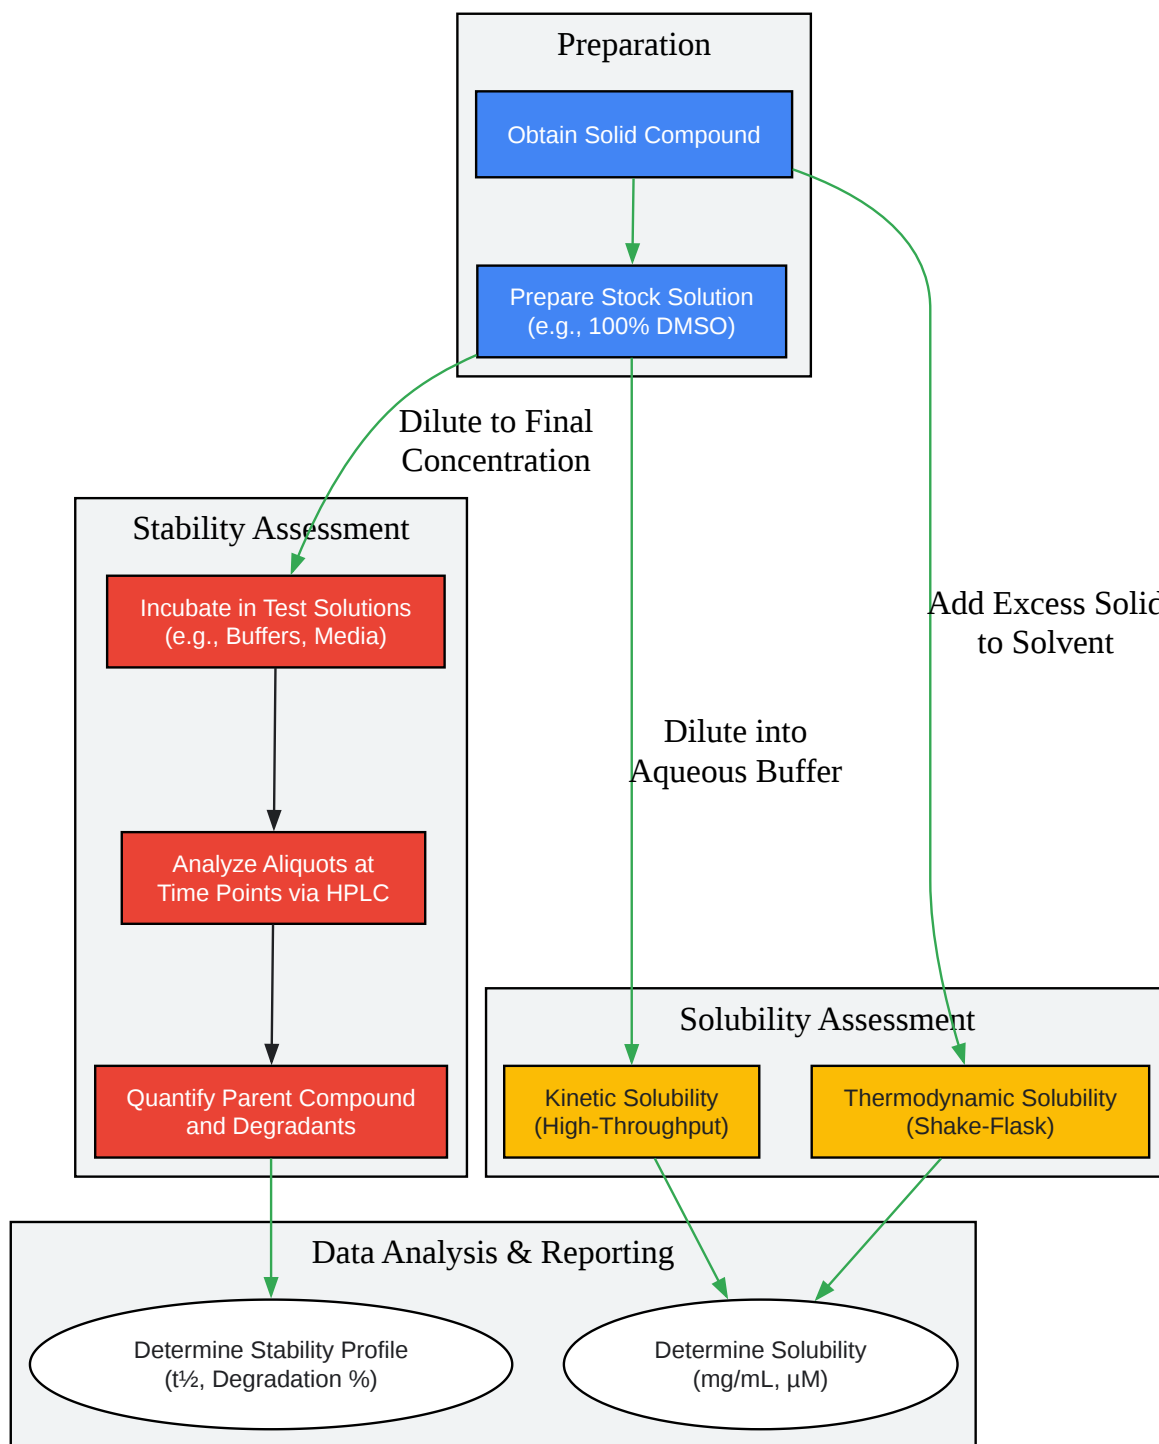 Preparation
Obtain Solid Compound
Prepare Stock Solution
(e.g., 100% DMSO)
Dilute to Final
Concentration
Stability Assessment
Incubate in Test Solutions
(e.g., Buffers, Media)
Add Excess Solid
to Solvent
Dilute into
Aqueous Buffer
Analyze Aliquots at
Time Points via HPLC
Solubility Assessment
Quantify Parent Compound
and Degradants
Kinetic Solubility
(High-Throughput)
Thermodynamic Solubility
(Shake-Flask)
Data Analysis & Reporting
Determine Stability Profile
(t½, Degradation %)
Determine Solubility
(mg/mL, µM)